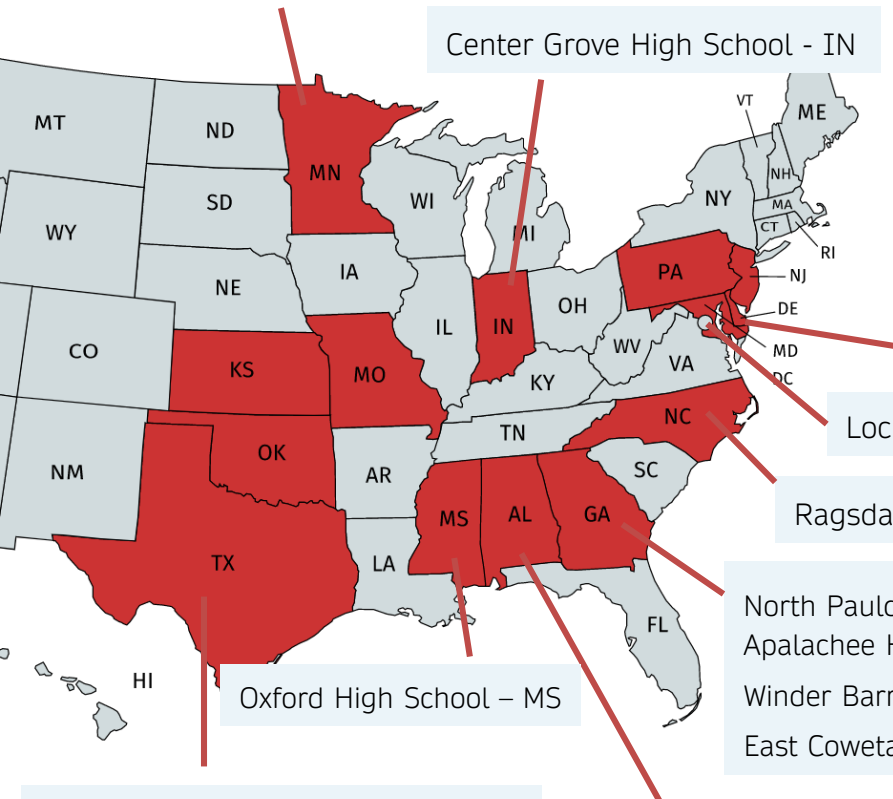 Center Grove High School - IN
VT
ME
MT
ND
MN
NH
SD
WI
NY
MA
WY
MI
CT
RI
IA
PA
NJ
NE
OH
DE
IL
IN
WV
MD
CO
VA
KS
MO
DC
KY
NC
Loc
TN
OK
NM
AR
SC
MS
AL
GA
Ragsda
TX
LA
FL
North Pauld
Apalachee H
Winder Barr
East Coweta
HI
Oxford High School – MS